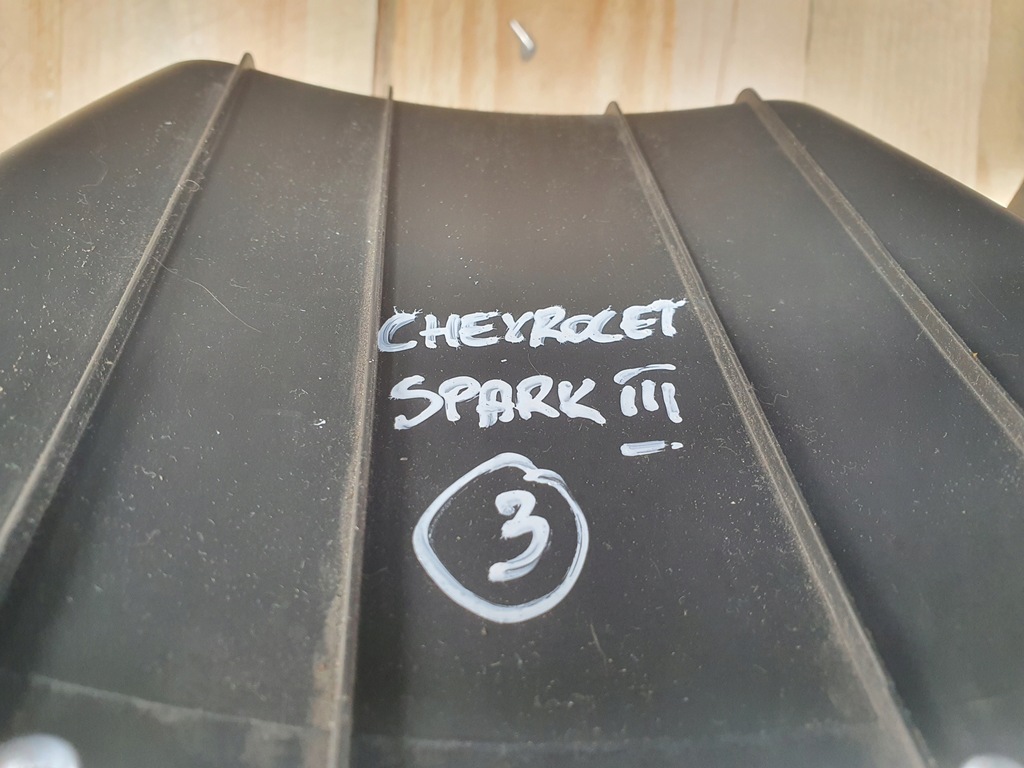 CHEVROLET
SPARK III
3